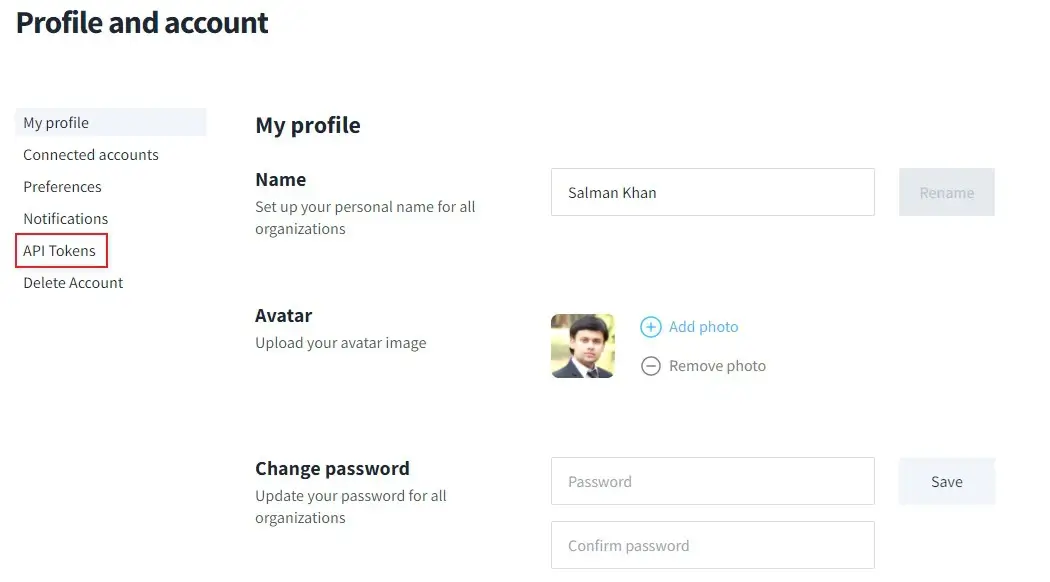 Profile and account
My profile
Connected accounts
Preferences
Notifications
API Tokens
Delete Account
My profile
Name
Set up your personal name for all
organizations
Salman Khan
Rename
Avatar
Upload your avatar image
Add photo
Remove photo
Change password
Update your password for all
organizations
Password
Save
Confirm password